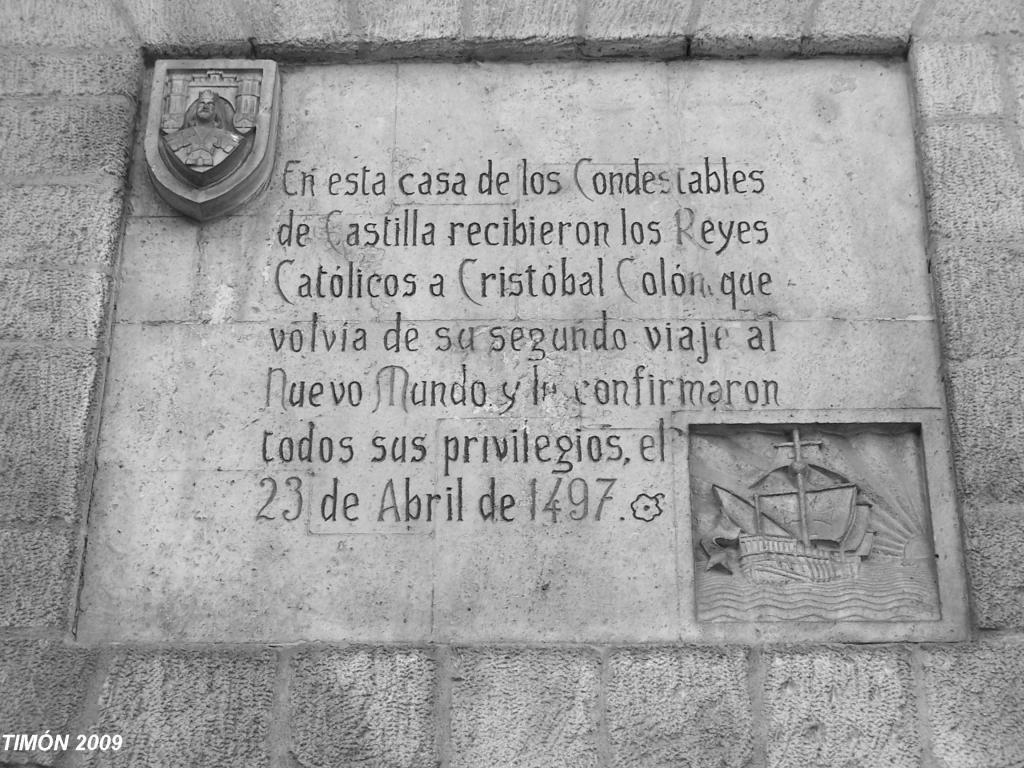 En esta casa de los Condestables
de Castilla recibieron los Reyes
Católicos a Cristóbal Colón, que
volvía de su segundo viaje al
Nuevo Mundo y le confirmaron
todos sus privilegios, el
23 de Abril de 1497.
TIMÓN 2009